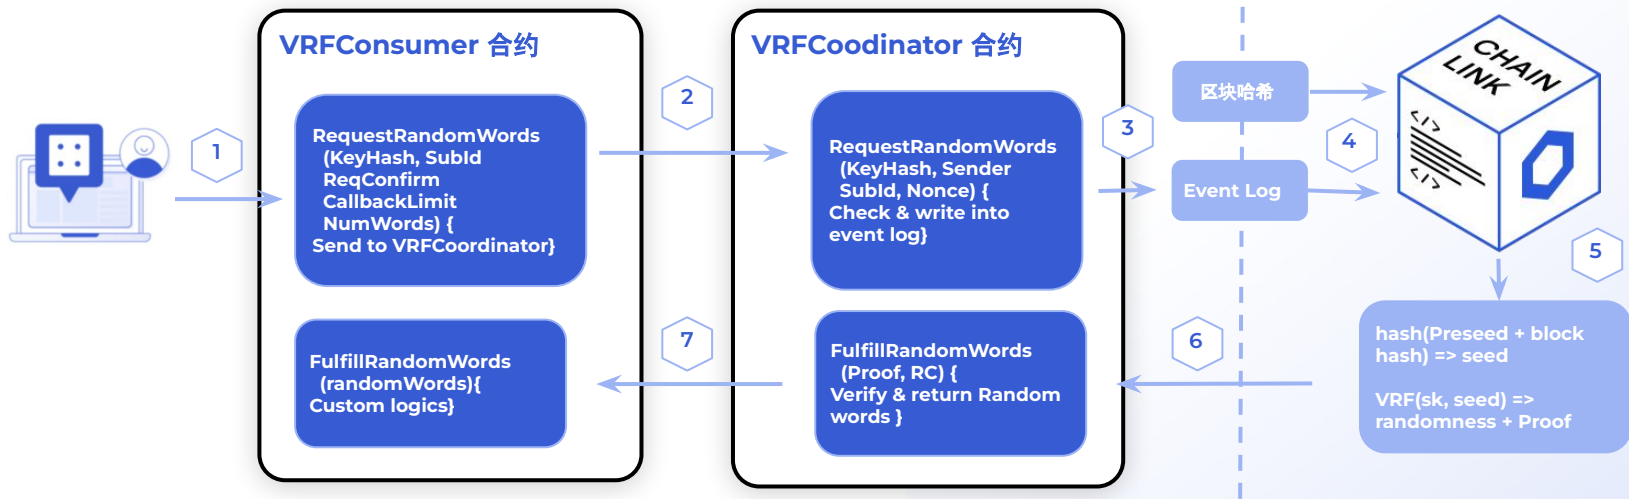 VRFConsumer 合约
1
RequestRandomWords
(KeyHash, SubId
ReqConfirm
CallbackLimit
NumWords) {
Send to VRFCoordinator}
FulfillRandomWords
(randomWords){
Custom logics}
2
7
VRFCoodinator 合约
RequestRandomWords
(KeyHash, Sender
SubId, Nonce) {
Check & write into
event log}
FulfillRandomWords
(Proof, RC) {
Verify & return Random
words }
3
6
区块哈希
Event Log
4
CHAIN
LINK
</>
</>
5
hash(Preseed + block
hash) => seed
VRF(sk, seed) =>
randomness + Proof